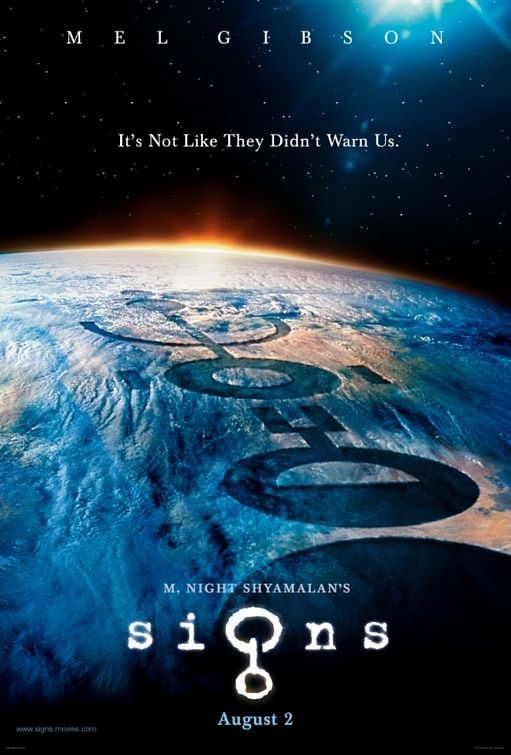 MEL GIBSON
It's Not Like They Didn't Warn Us.
M. NIGHT SHYAMALAN'S
signs
August 2
www.signs.movies.com